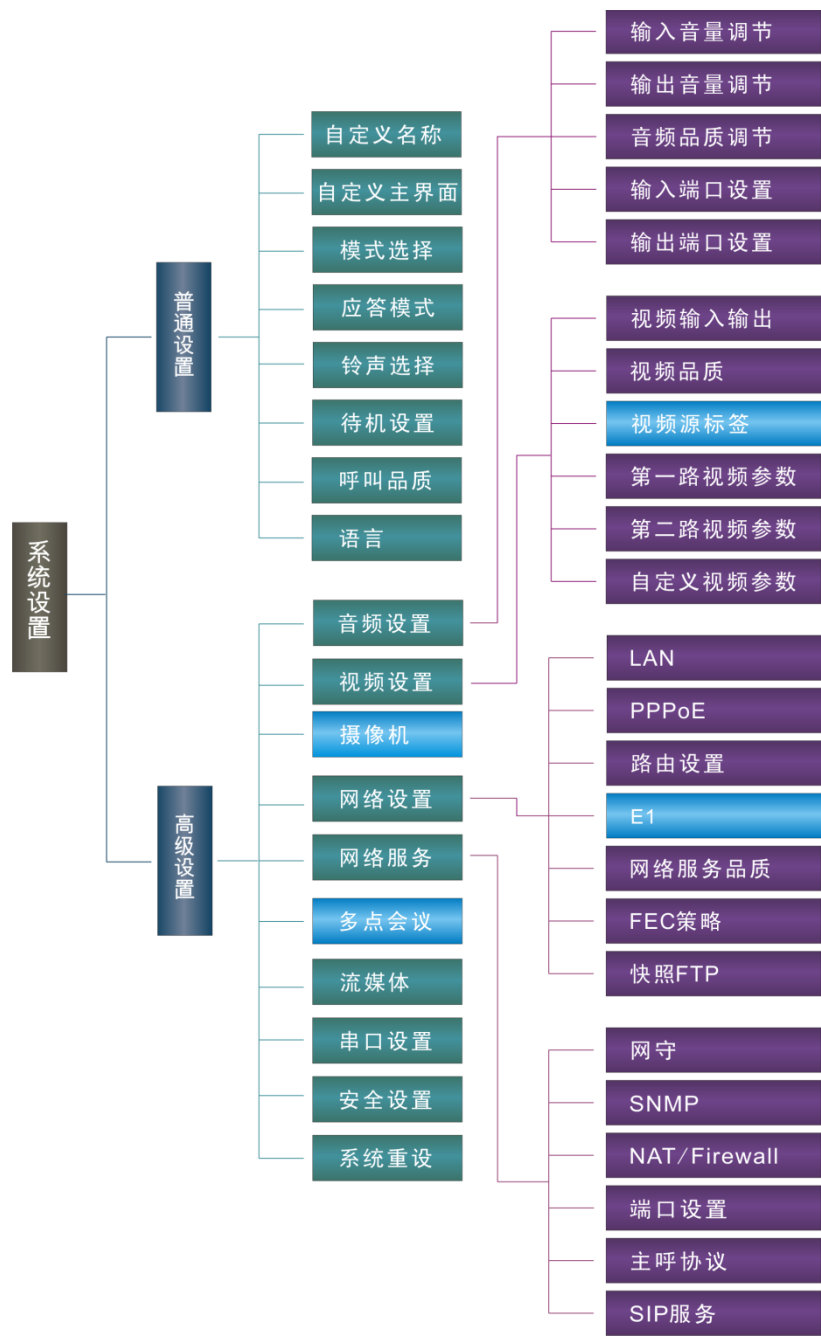 系统设置
普通设置
自定义名称
自定义主界面
模式选择
应答模式
铃声选择
待机设置
呼叫品质
语言
高级设置
音频设置
输入音量调节
输出音量调节
音频品质调节
输入端口设置
输出端口设置
视频设置
视频输入输出
视频品质
视频源标签
第一路视频参数
第二路视频参数
自定义视频参数
摄像机
网络设置
LAN
PPPoE
路由设置
E1
网络服务品质
FEC策略
快照FTP
网络服务
网守
SNMP
NAT/Firewall
端口设置
主呼协议
SIP服务
多点会议
流媒体
串口设置
安全设置
系统重设